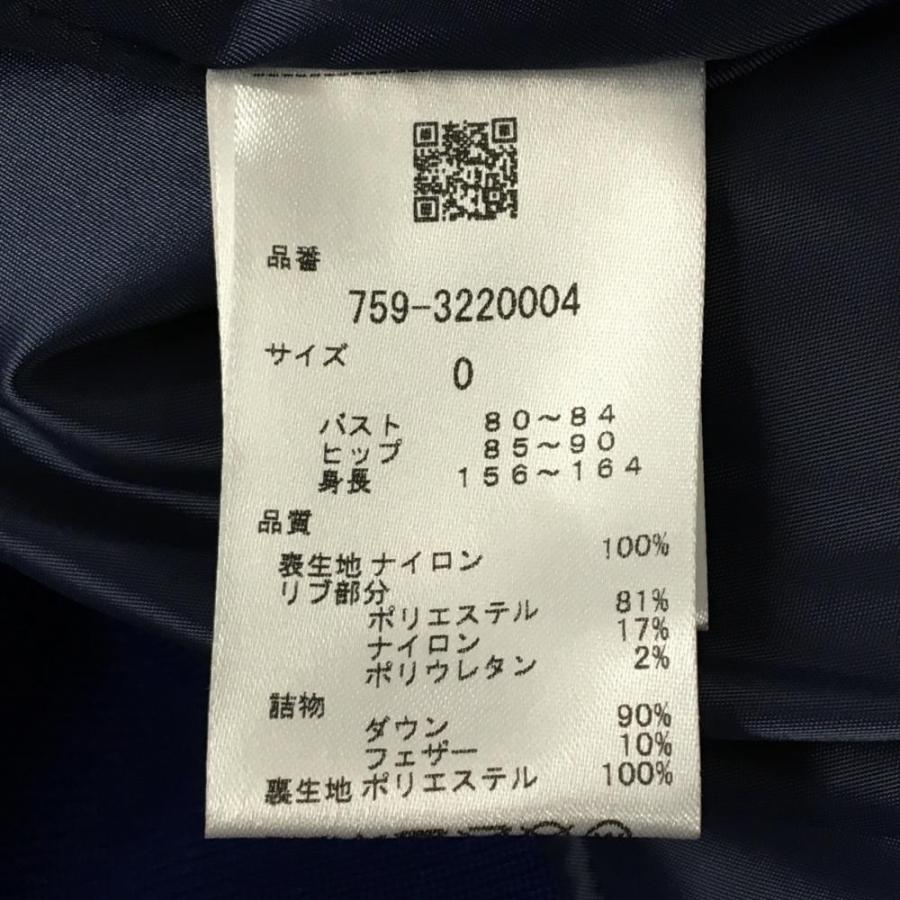 品番
759-3220004
サイズ
0
バスト 80~84
ヒップ 85~90
身長 156~164
品質
表生地 ナイロン 100%
リブ部分
ポリエステル 81%
ナイロン 17%
ポリウレタン 2%
詰物
ダウン 90%
フェザー 10%
裏生地 ポリエステル 100%